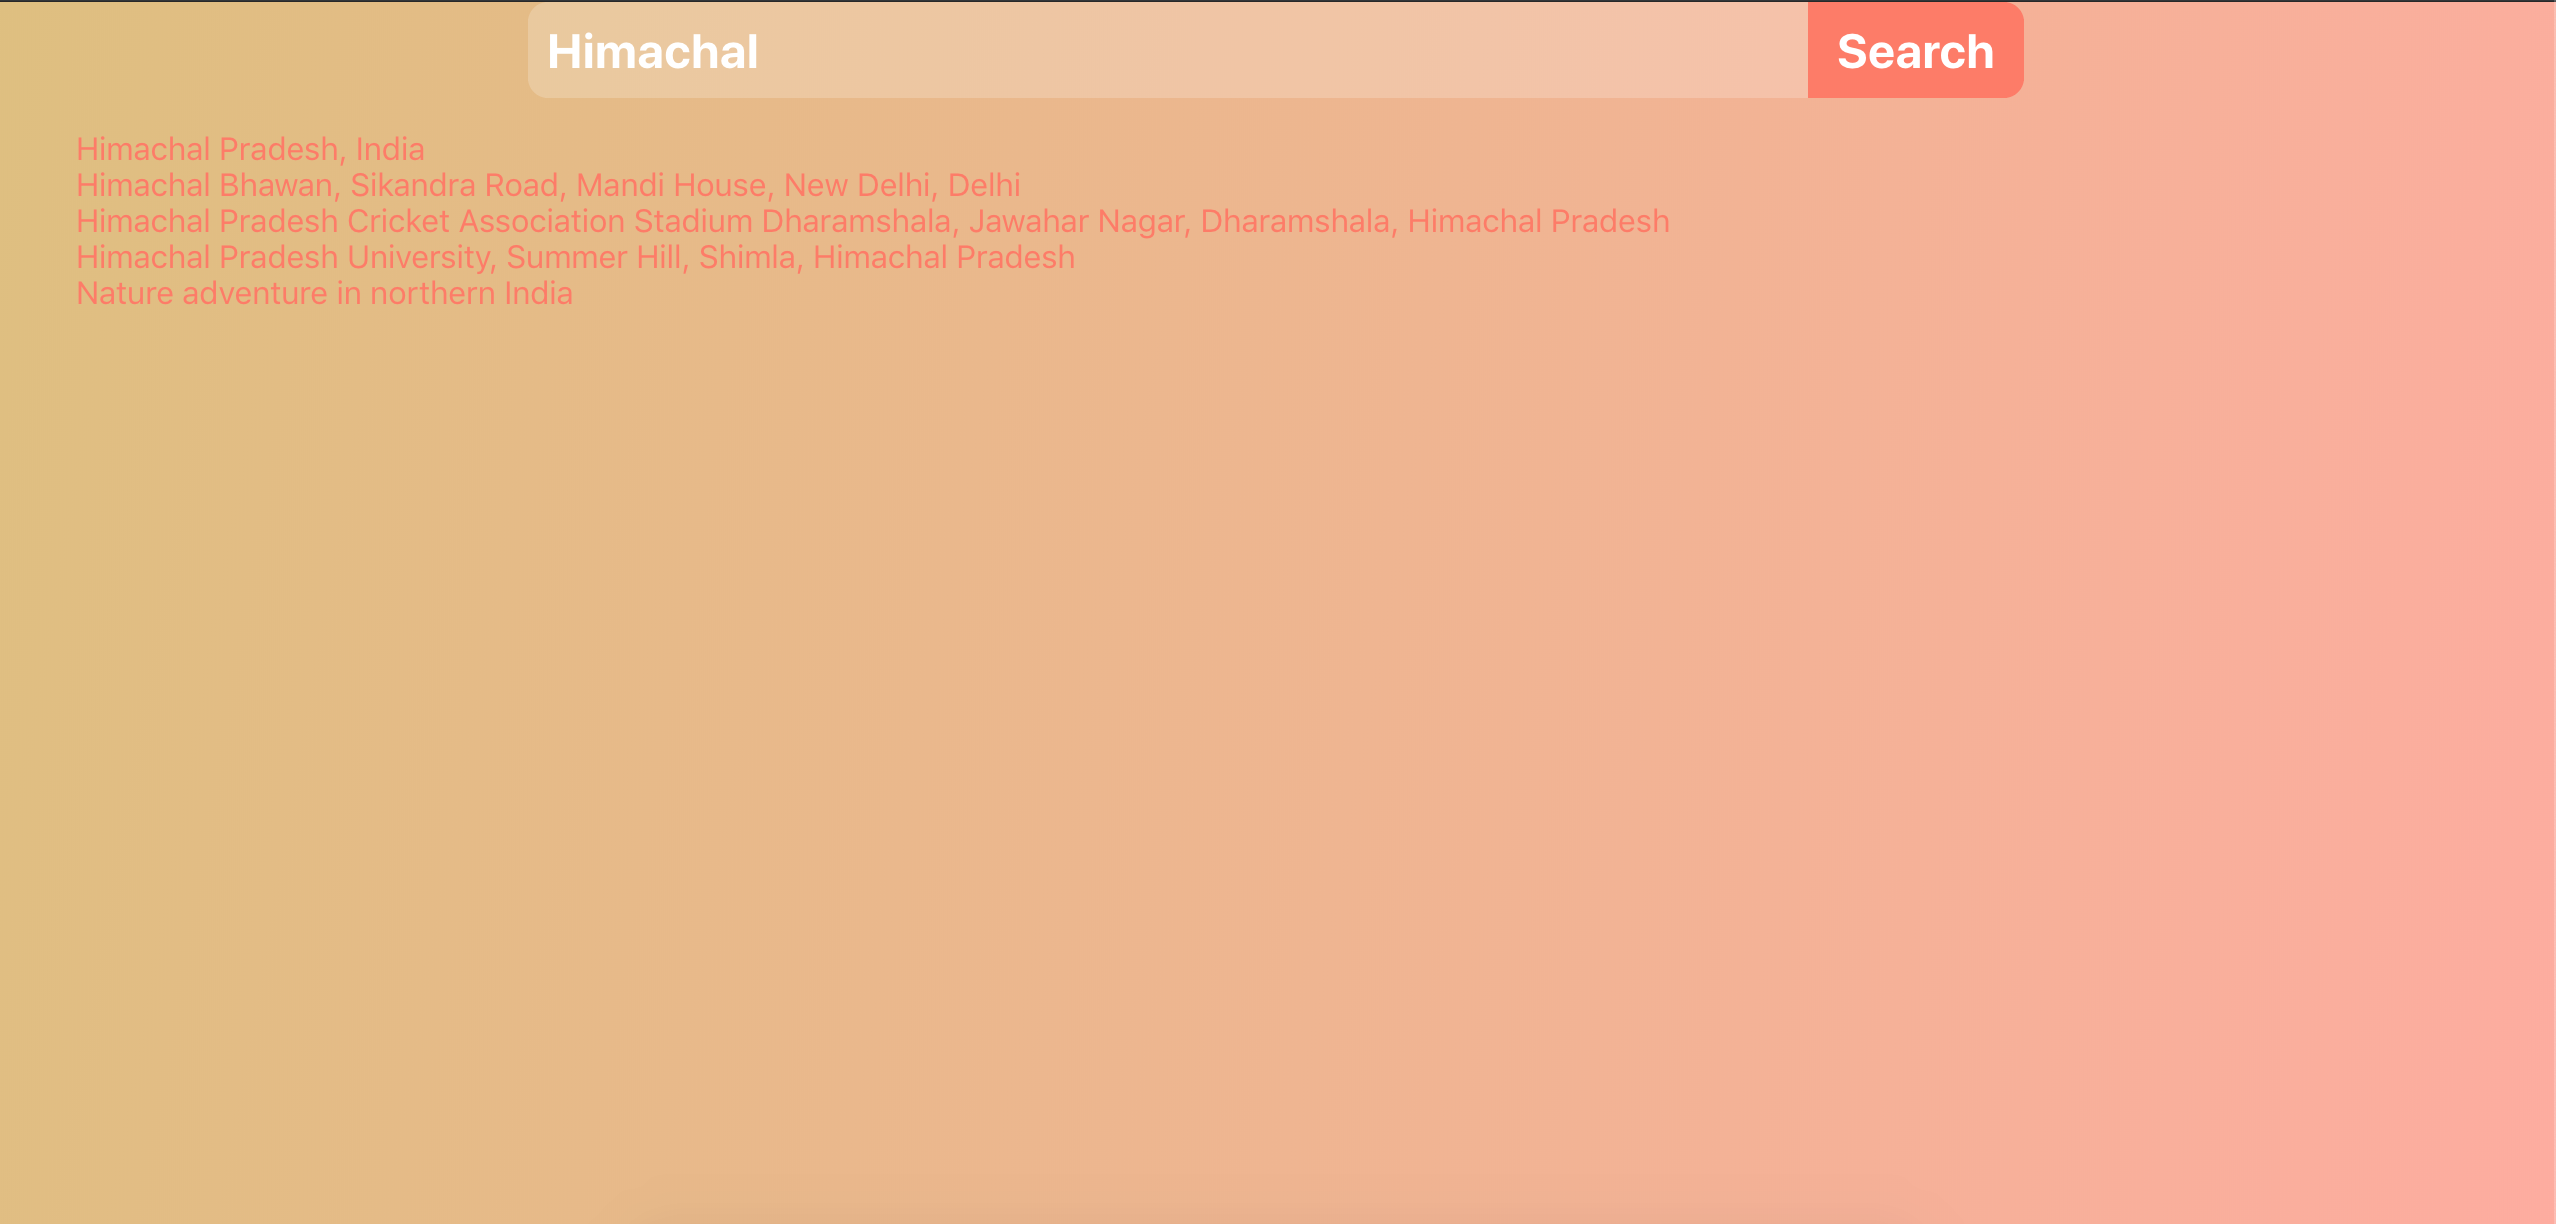 Himachal
Search
Himachal Pradesh, India
Himachal Bhawan, Sikandra Road, Mandi House, New Delhi, Delhi
Himachal Pradesh Cricket Association Stadium Dharamshala, Jawahar Nagar, Dharamshala, Himachal Pradesh
Himachal Pradesh University, Summer Hill, Shimla, Himachal Pradesh
Nature adventure in northern India